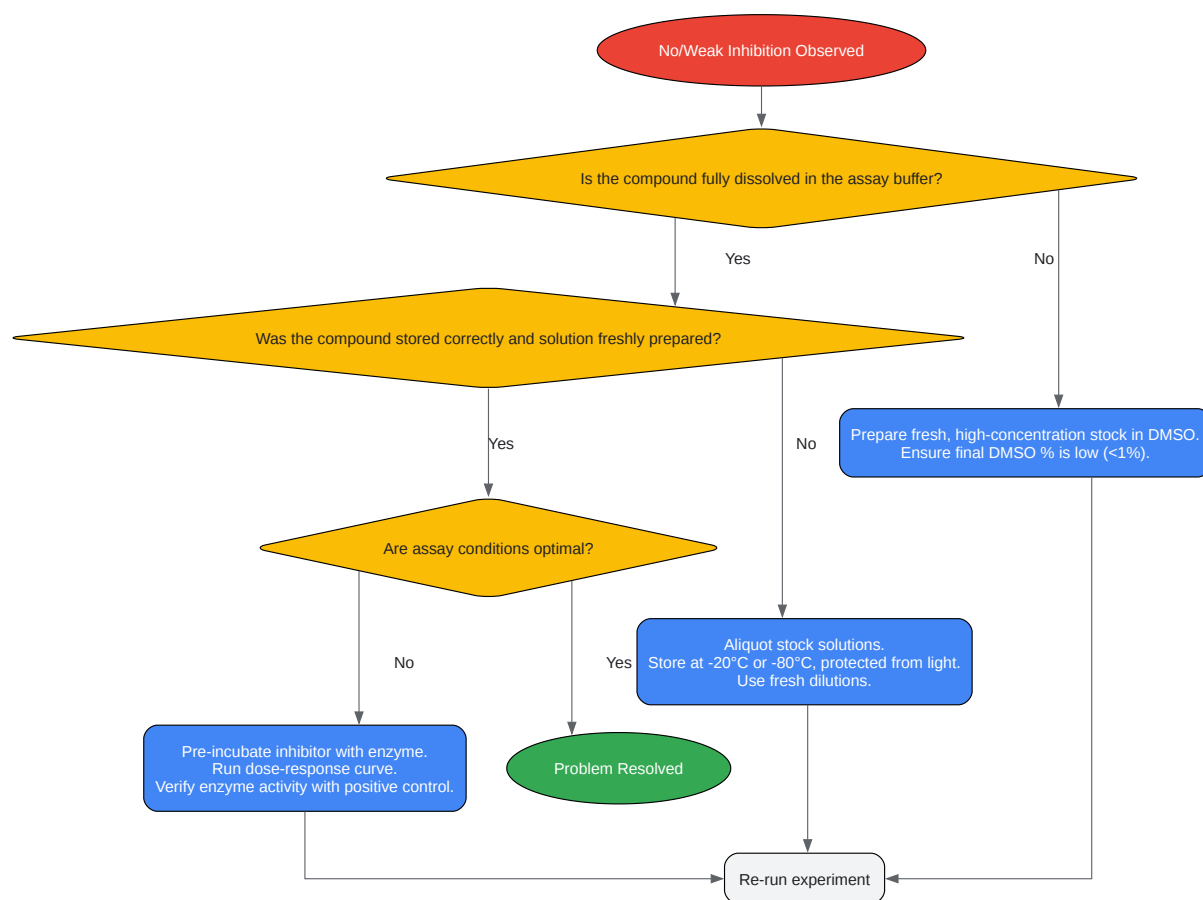 No/Weak Inhibition Observed
Is the compound fully dissolved in the assay buffer?
Yes
No
Was the compound stored correctly and solution freshly prepared?
Prepare fresh, high-concentration stock in DMSO.
Ensure final DMSO % is low (<1%).
Yes
No
Are assay conditions optimal?
No
Yes
Aliquot stock solutions.
Store at -20°C or -80°C, protected from light.
Use fresh dilutions.
Pre-incubate inhibitor with enzyme.
Run dose-response curve.
Verify enzyme activity with positive control.
Problem Resolved
Re-run experiment